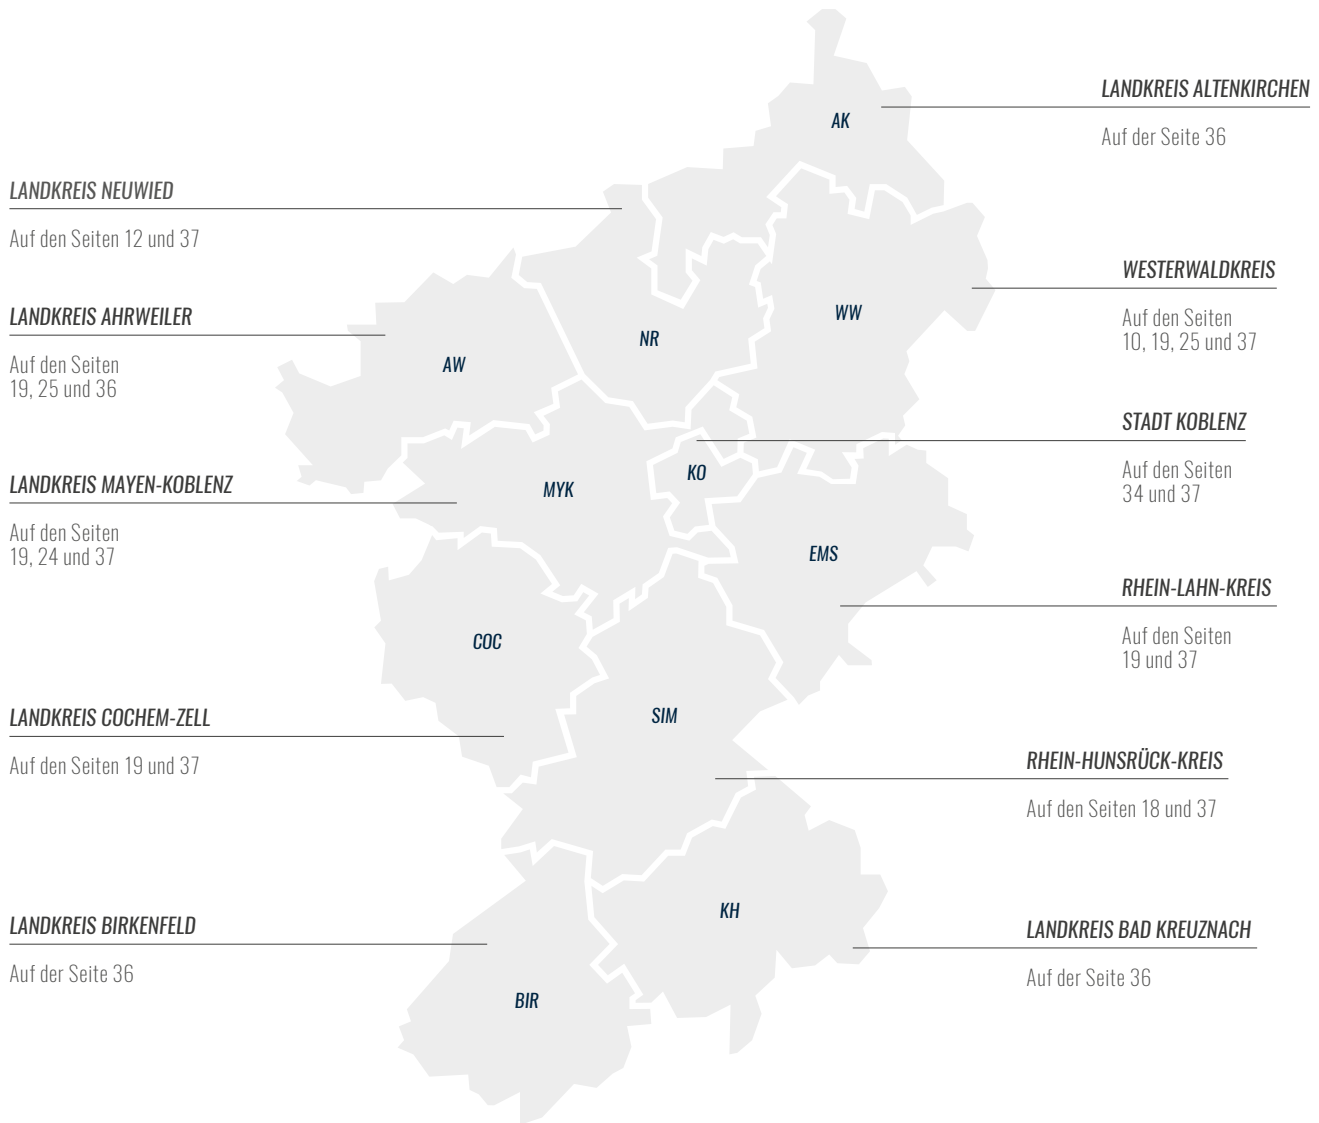 LANDKREIS ALTENKIRCHEN
Auf der Seite 36
LANDKREIS NEUWIED
Auf den Seiten 12 und 37
WESTERWALDKREIS
Auf den Seiten
10, 19, 25 und 37
LANDKREIS AHRWEILER
Auf den Seiten
19, 25 und 36
STADT KOBLENZ
Auf den Seiten
34 und 37
LANDKREIS MAYEN-KOBLENZ
Auf den Seiten
19, 24 und 37
RHEIN-LAHN-KREIS
Auf den Seiten
19 und 37
LANDKREIS COCHEM-ZELL
Auf den Seiten 19 und 37
RHEIN-HUNSRÜCK-KREIS
Auf den Seiten 18 und 37
LANDKREIS BIRKENFELD
Auf der Seite 36
LANDKREIS BAD KREUZNACH
Auf der Seite 36
AK
WW
NR
AW
KO
MYK
EMS
COC
SIM
KH
BIR